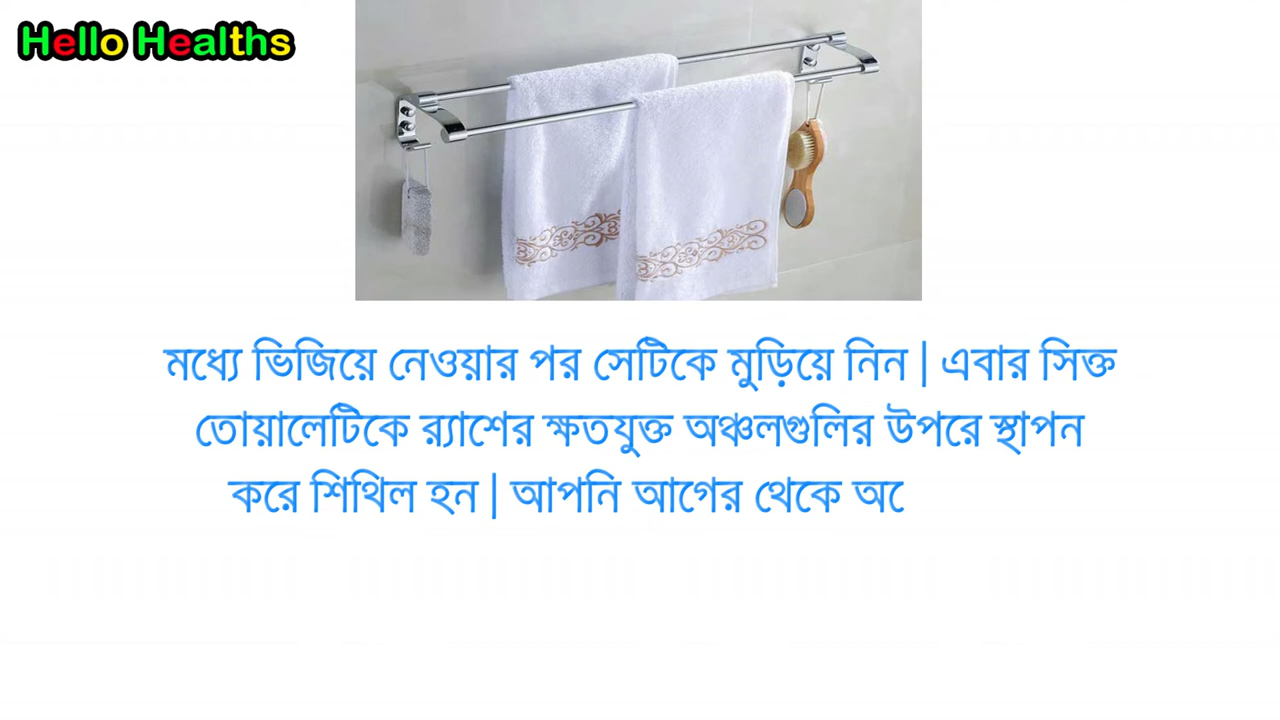 Hello Healths
মধ্যে ভিজিয়ে নেওয়ার পর সেটিকে মুড়িয়ে নিন | এবার সিক্ত
তোয়ালেটিকে র‍্যাশের ক্ষতযুক্ত অঞ্চলগুলির উপরে স্থাপন
করে শিথিল হন | আপনি আগের থেকে